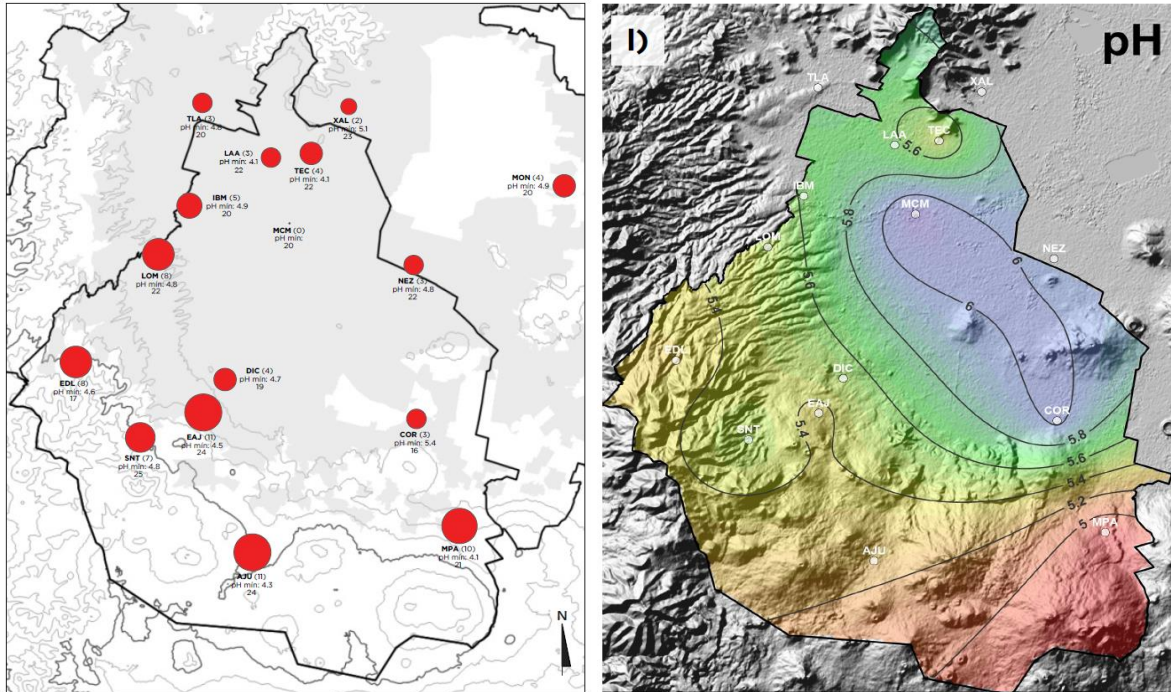 TLA (3)
pH min: 4.8
20
XAL (2)
pH min: 5.1
23
LAA (3)
pH min: 4.1
22
TEC (4)
pH min: 4.1
22
MON (4)
pH min: 4.9
20
IBM (5)
pH min: 4.9
20
MCM (0)
pH min:
20
LOM (8)
pH min: 4.8
22
NEZ (3)
pH min: 4.8
22
EDL (8)
pH min: 4.6
17
DIC (4)
pH min: 4.7
19
EAJ (11)
pH min: 4.5
24
COR (3)
pH min: 5.4
16
SNT (7)
pH min: 4.8
25
MPA (10)
pH min: 4.1
21
AJU (11)
pH min: 4.3
24
N
I)
pH
TLA
XAL
LAA
TEC
5.6
IBM
MCM
5.8
LOM
NEZ
6
5.6
6
5.4
EDL
DIC
EAJ
COR
5.4
SNT
5.8
5.6
5.4
5.2
5
MPA
AJU